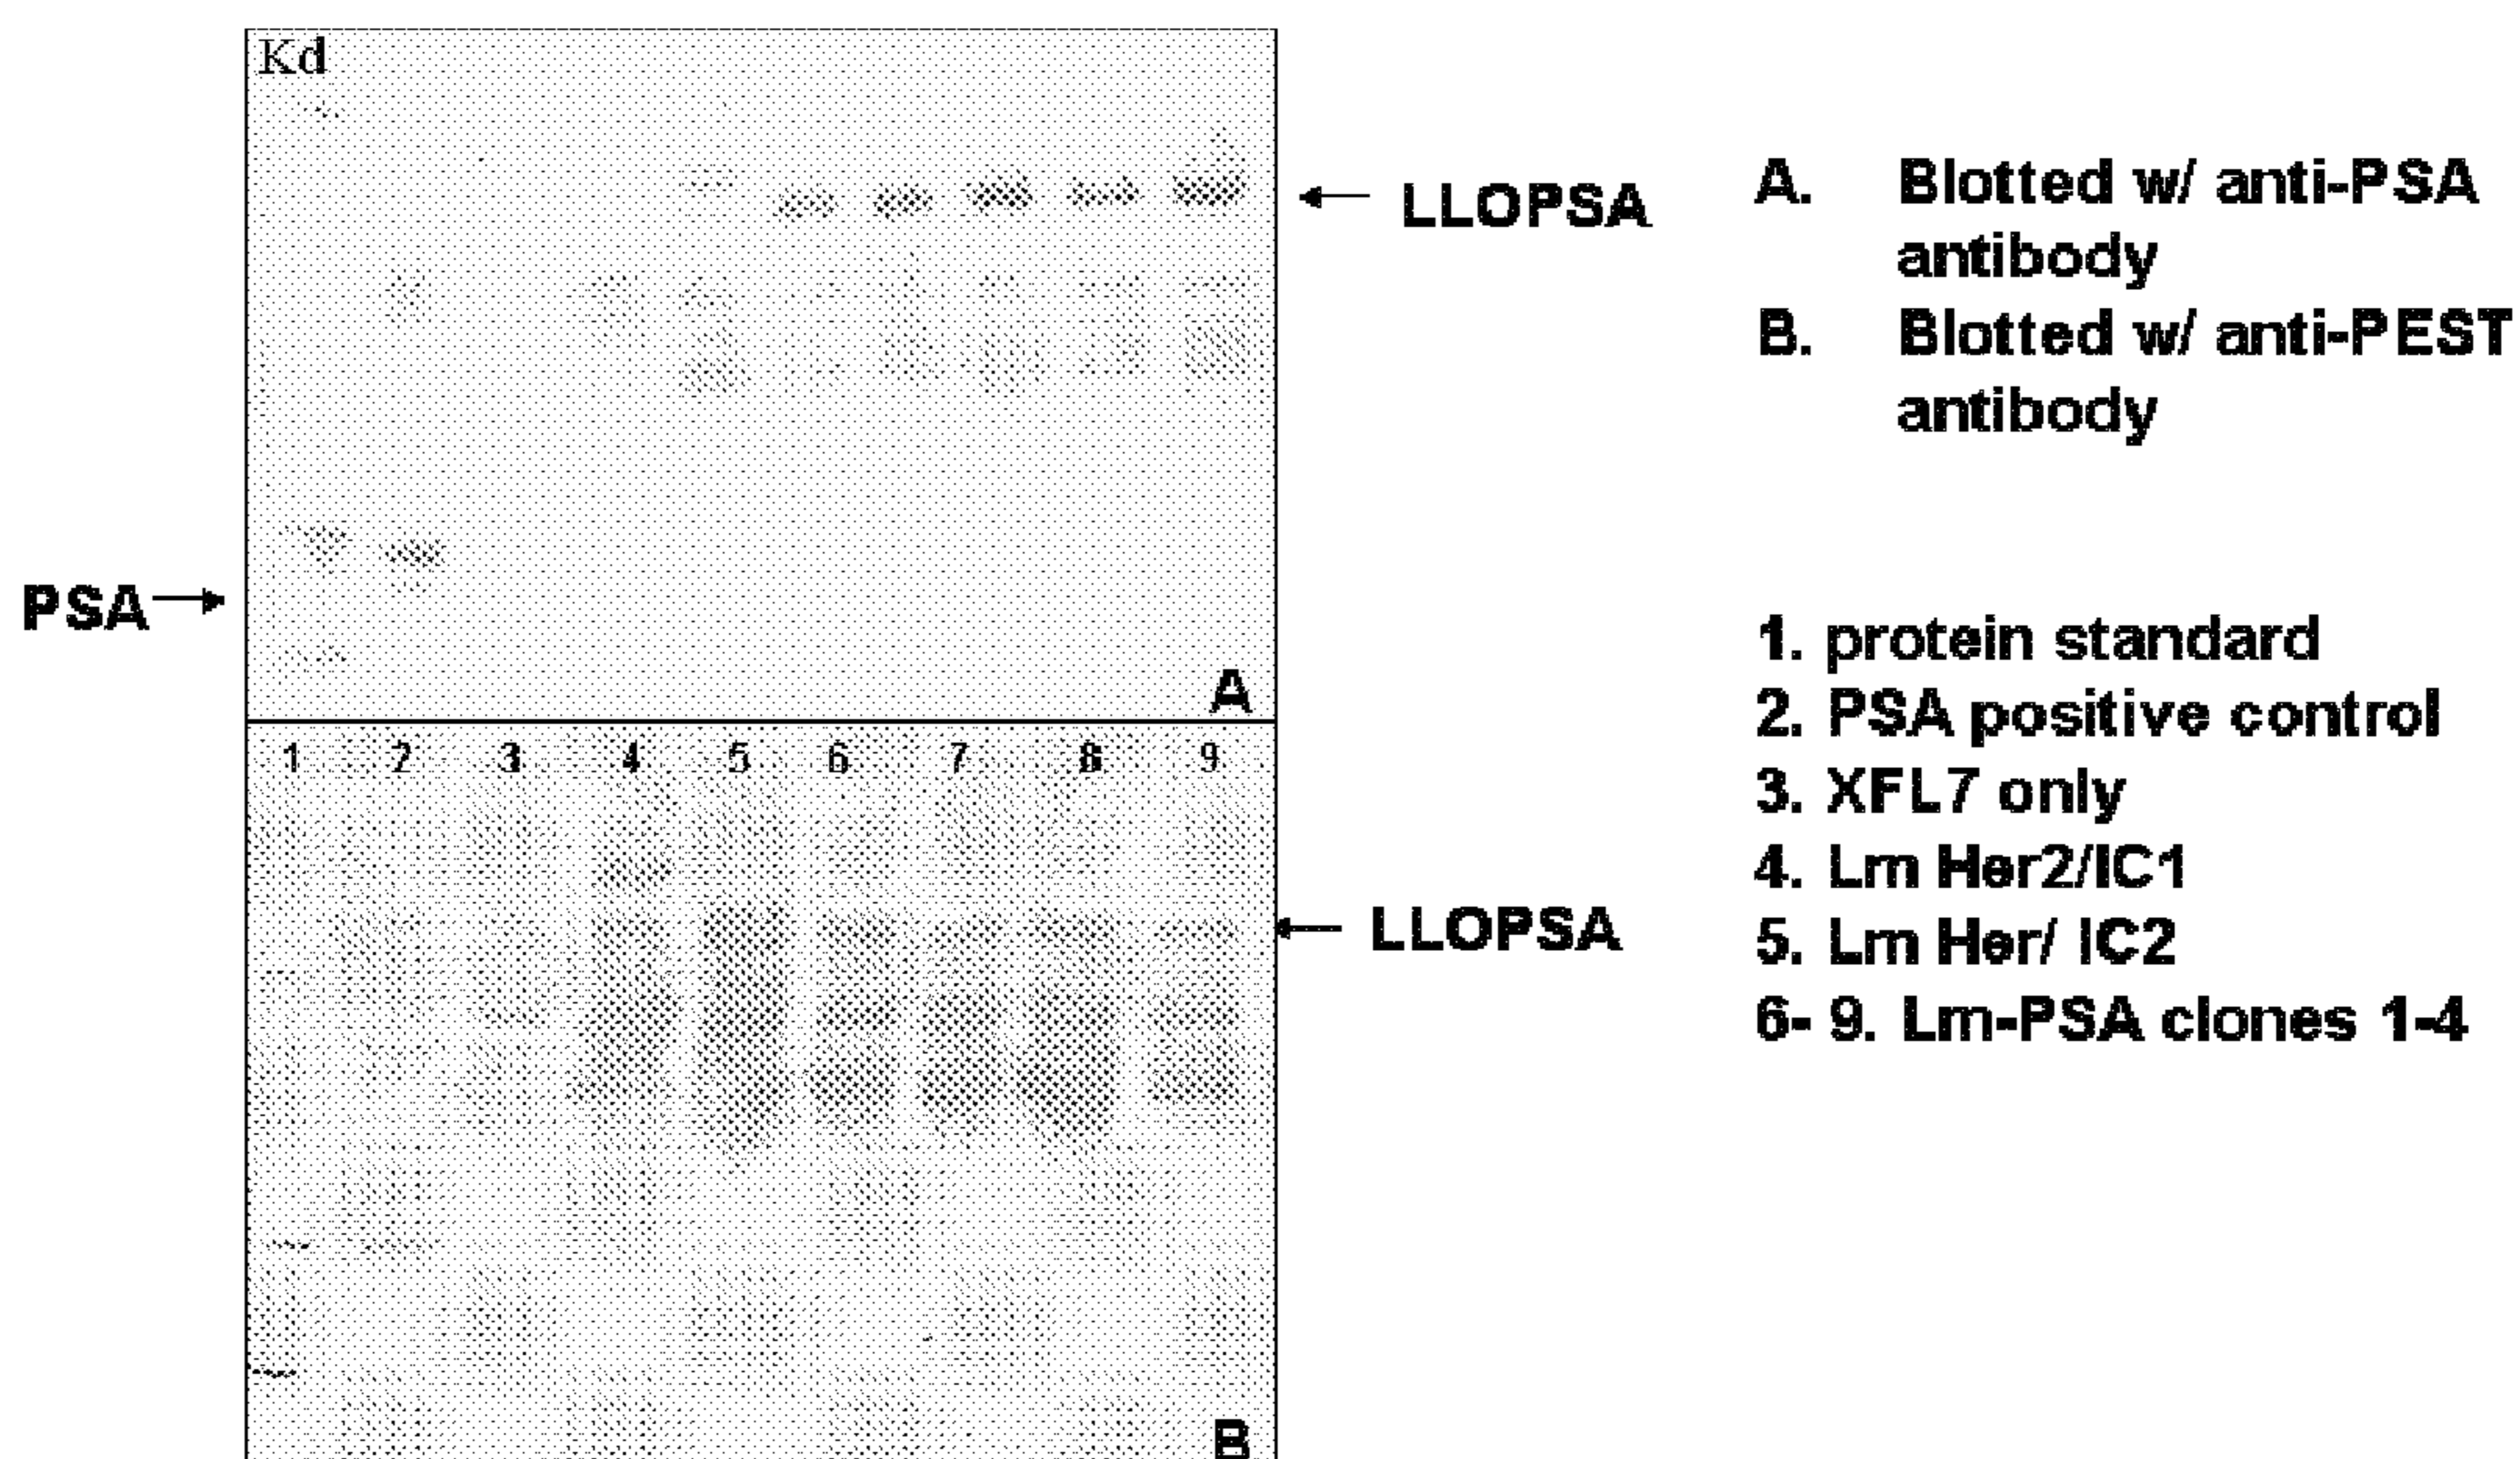 Kd
LLOPSA
PSA
A
1 2 3 4 5 6 7 8 9
LLOPSA
B
A. Blotted w/ anti-PSA
antibody
B. Blotted w/ anti-PEST
antibody
1. protein standard
2. PSA positive control
3. XFL7 only
4. Lm Her2/IC1
5. Lm Her/ IC2
6- 9. Lm-PSA clones 1-4